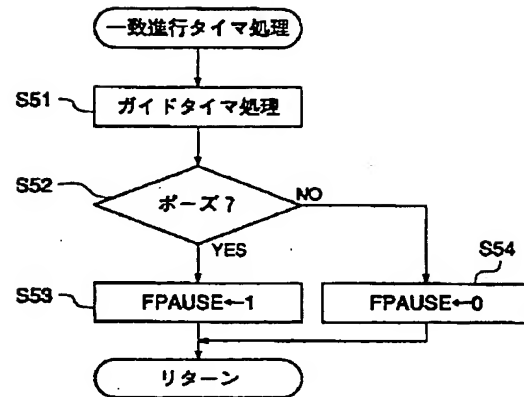 一致進行タイマ処理
S51
ガイドタイマ処理
S52
ポーズ？
NO
YES
S54
S53
FPAUSE←1
FPAUSE←0
リターン